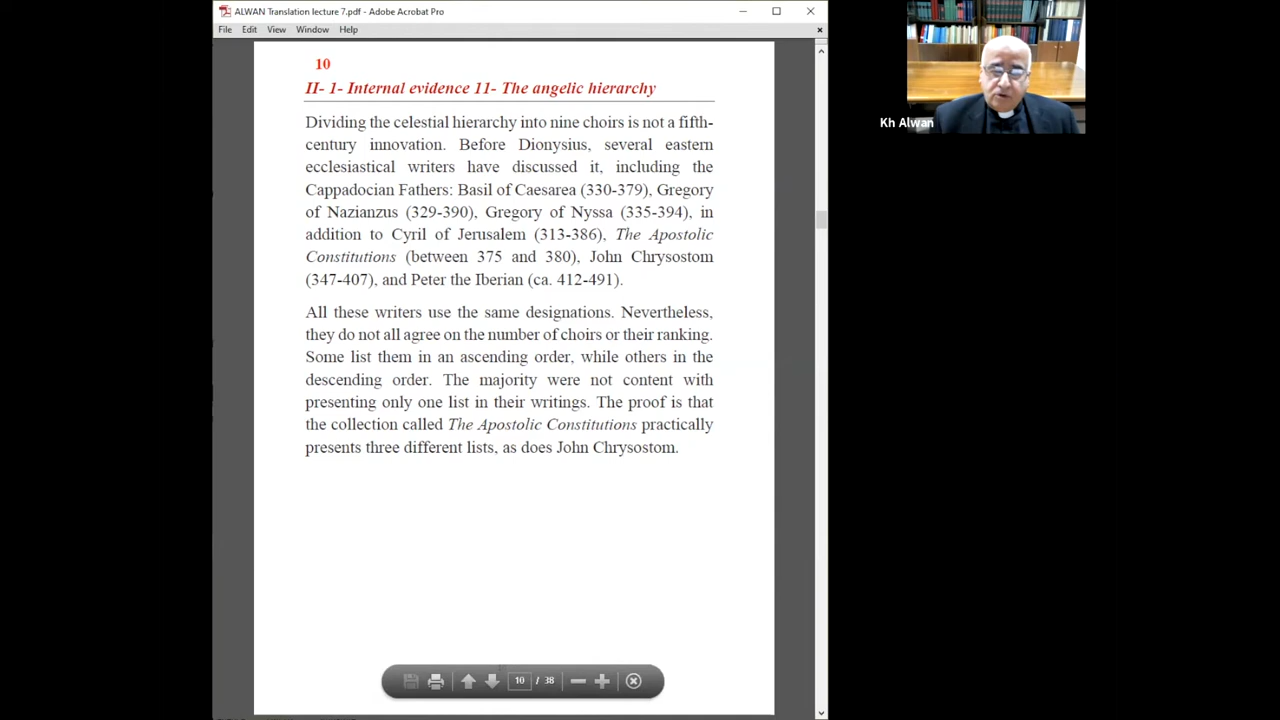 ALWAN Translation lecture 7.pdf - Adobe Acrobat Pro
File Edit View Window Help
10
II- 1- Internal evidence 11- The angelic hierarchy
Dividing the celestial hierarchy into nine choirs is not a fifth-
century innovation. Before Dionysius, several eastern
ecclesiastical writers have discussed it, including the
Cappadocian Fathers: Basil of Caesarea (330-379), Gregory
of Nazianzus (329-390), Gregory of Nyssa (335-394), in
addition to Cyril of Jerusalem (313-386), The Apostolic
Constitutions (between 375 and 380), John Chrysostom
(347-407), and Peter the Iberian (ca. 412-491).
All these writers use the same designations. Nevertheless,
they do not all agree on the number of choirs or their ranking.
Some list them in an ascending order, while others in the
descending order. The majority were not content with
presenting only one list in their writings. The proof is that
the collection called The Apostolic Constitutions practically
presents three different lists, as does John Chrysostom.
10 / 38
Kh Alwan